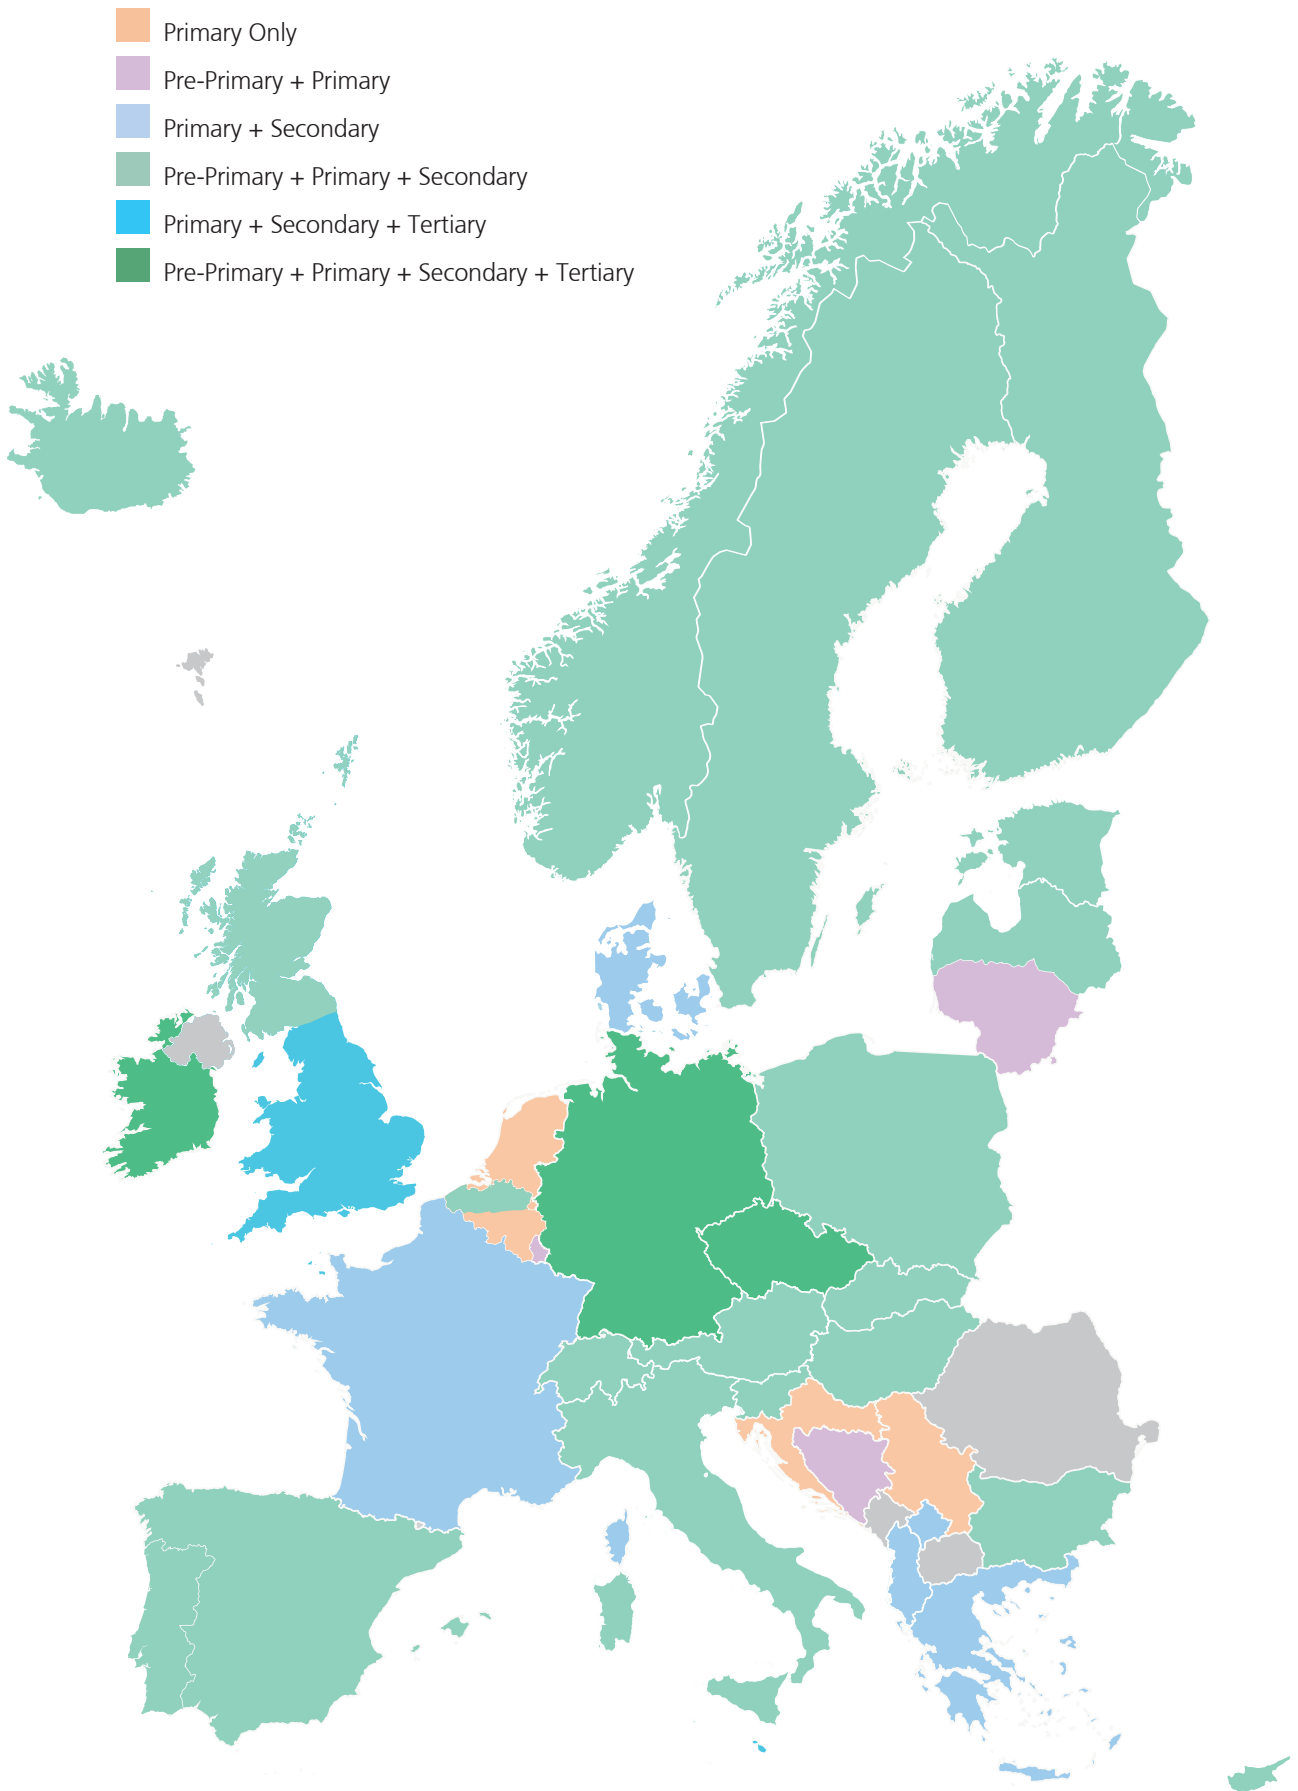 Primary Only
Pre-Primary + Primary
Primary + Secondary
Pre-Primary + Primary + Secondary
Primary + Secondary + Tertiary
Pre-Primary + Primary + Secondary + Tertiary